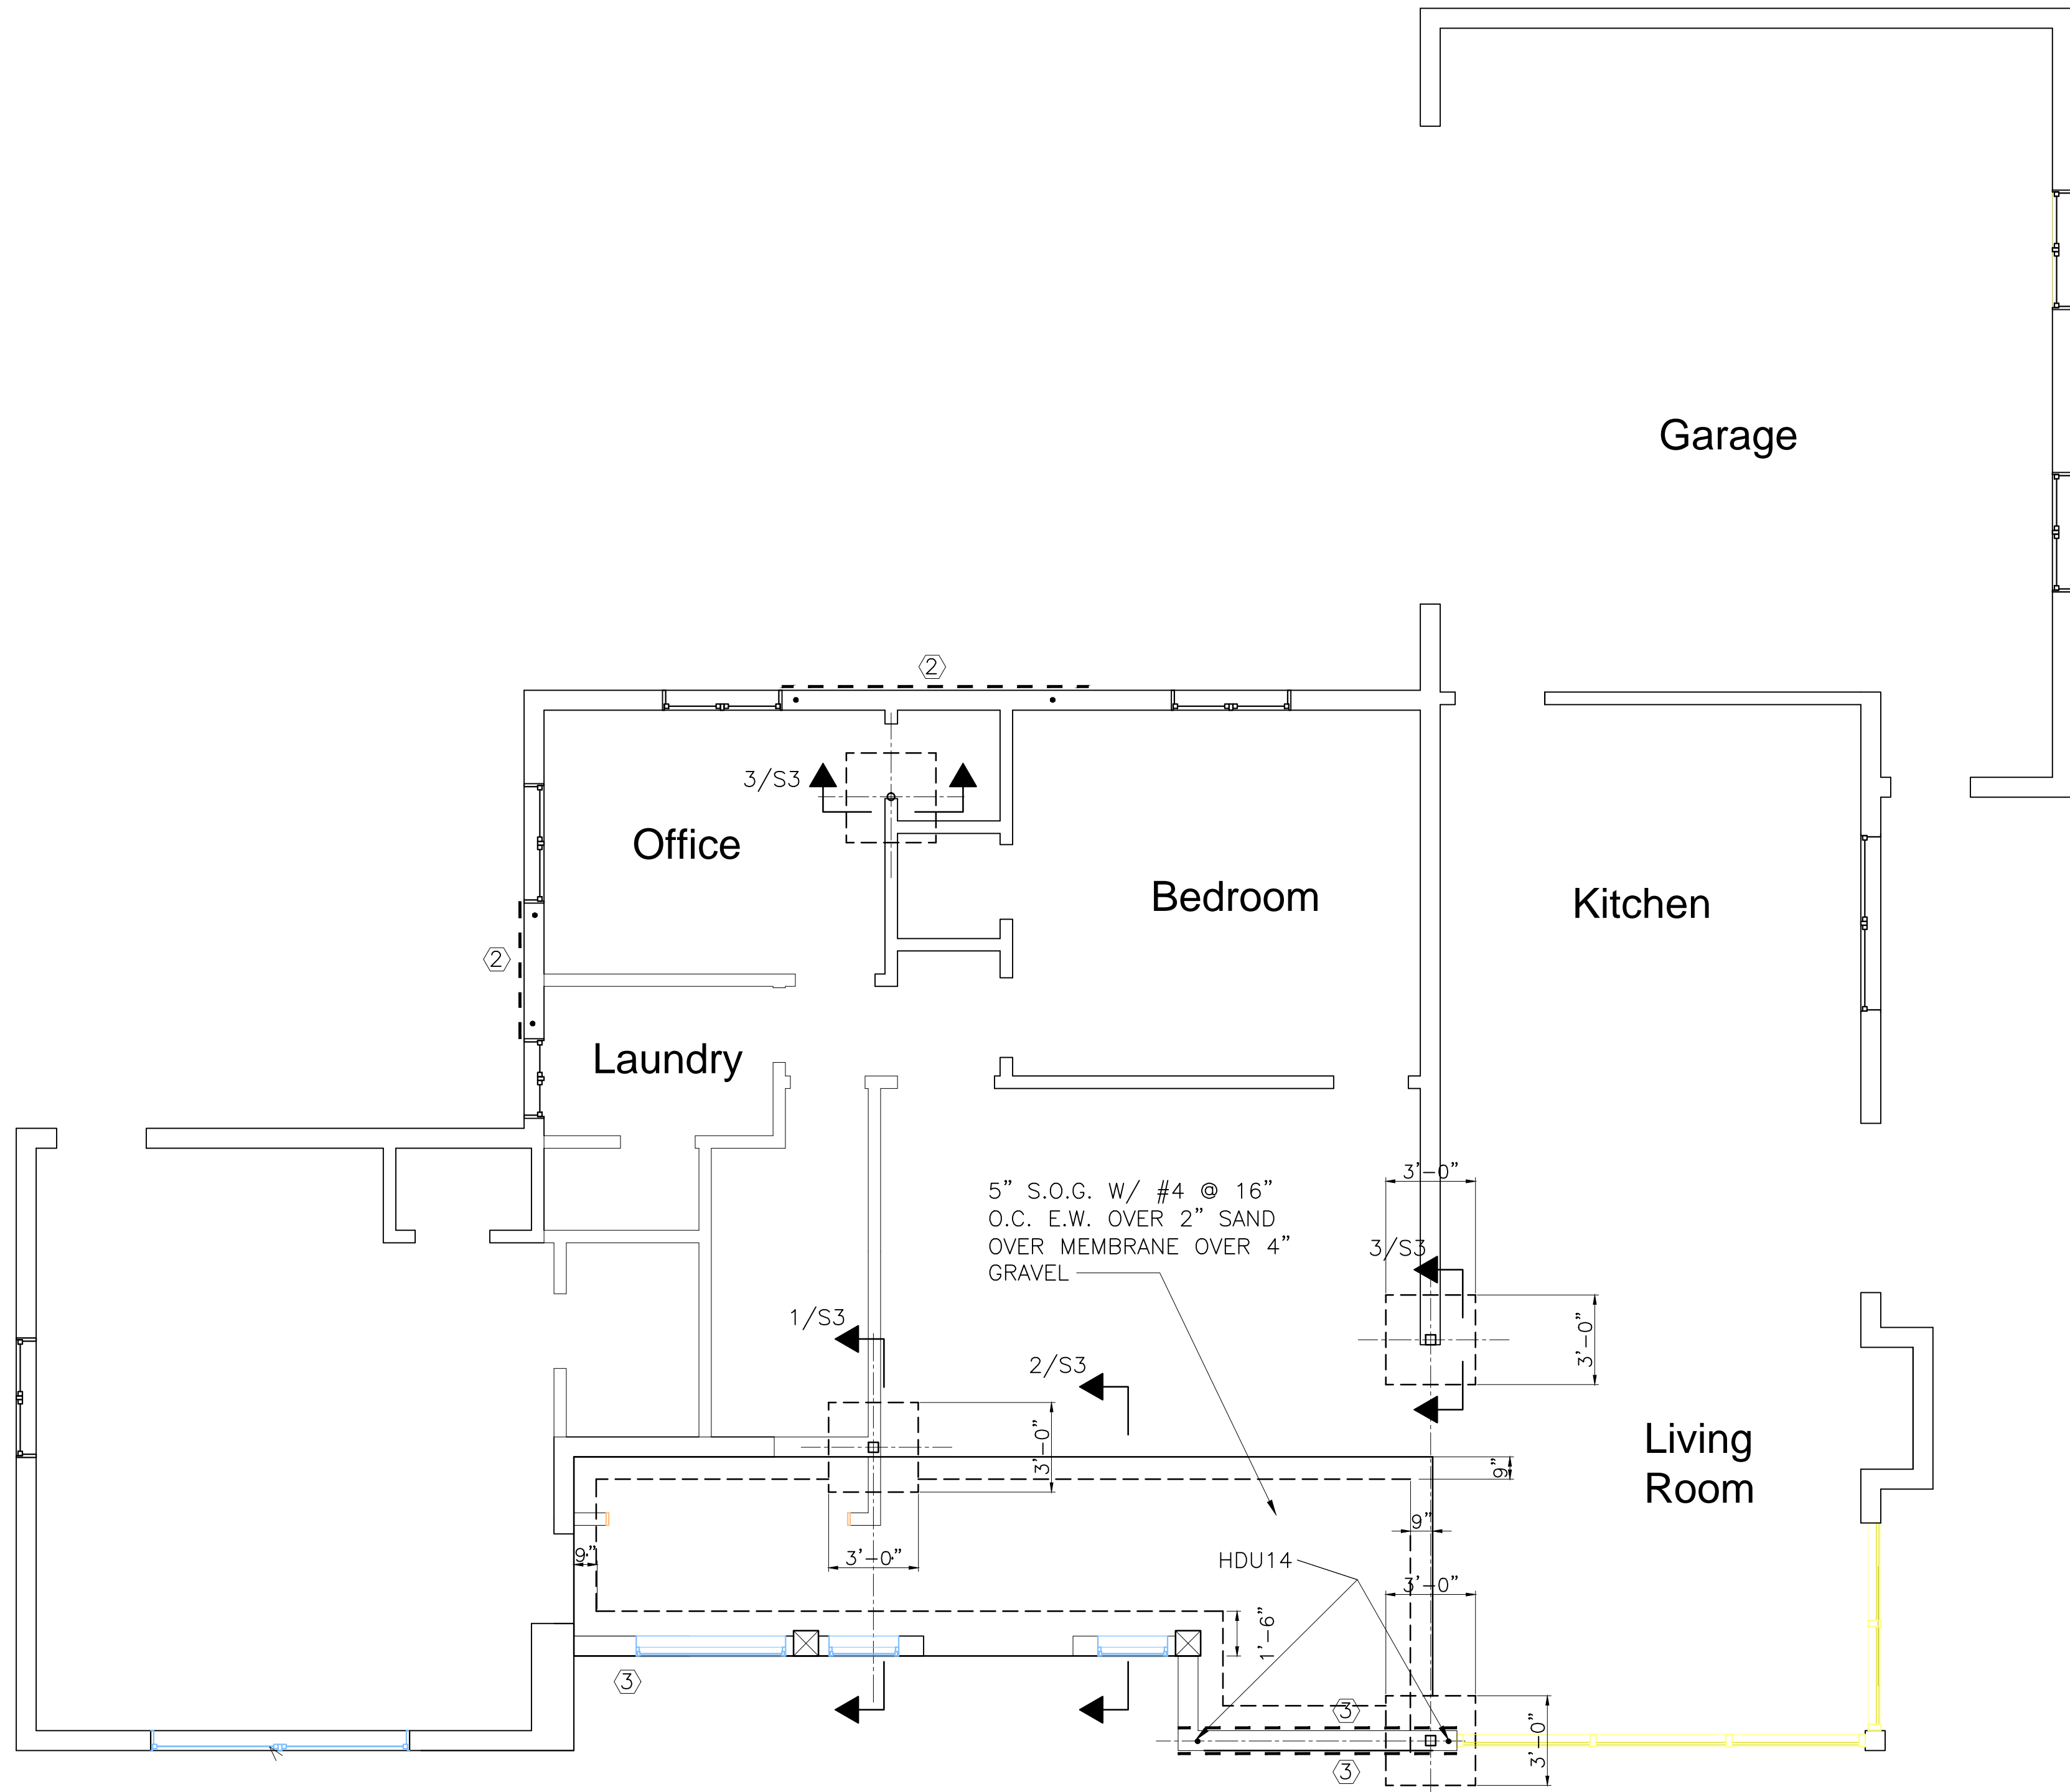 Garage
2
3/S3
Office
Bedroom
Kitchen
2
Laundry
5" S.O.G. W/ #4 @ 16"
O.C. E.W. OVER 2" SAND
OVER MEMBRANE OVER 4"
GRAVEL
3'-0"
3/S3
3'-0"
1/S3
2/S3
3'-0"
Living
Room
9"
9"
9"
3'-0"
HDU14
3'-0"
1'-6"
3
3
3'-0"
3